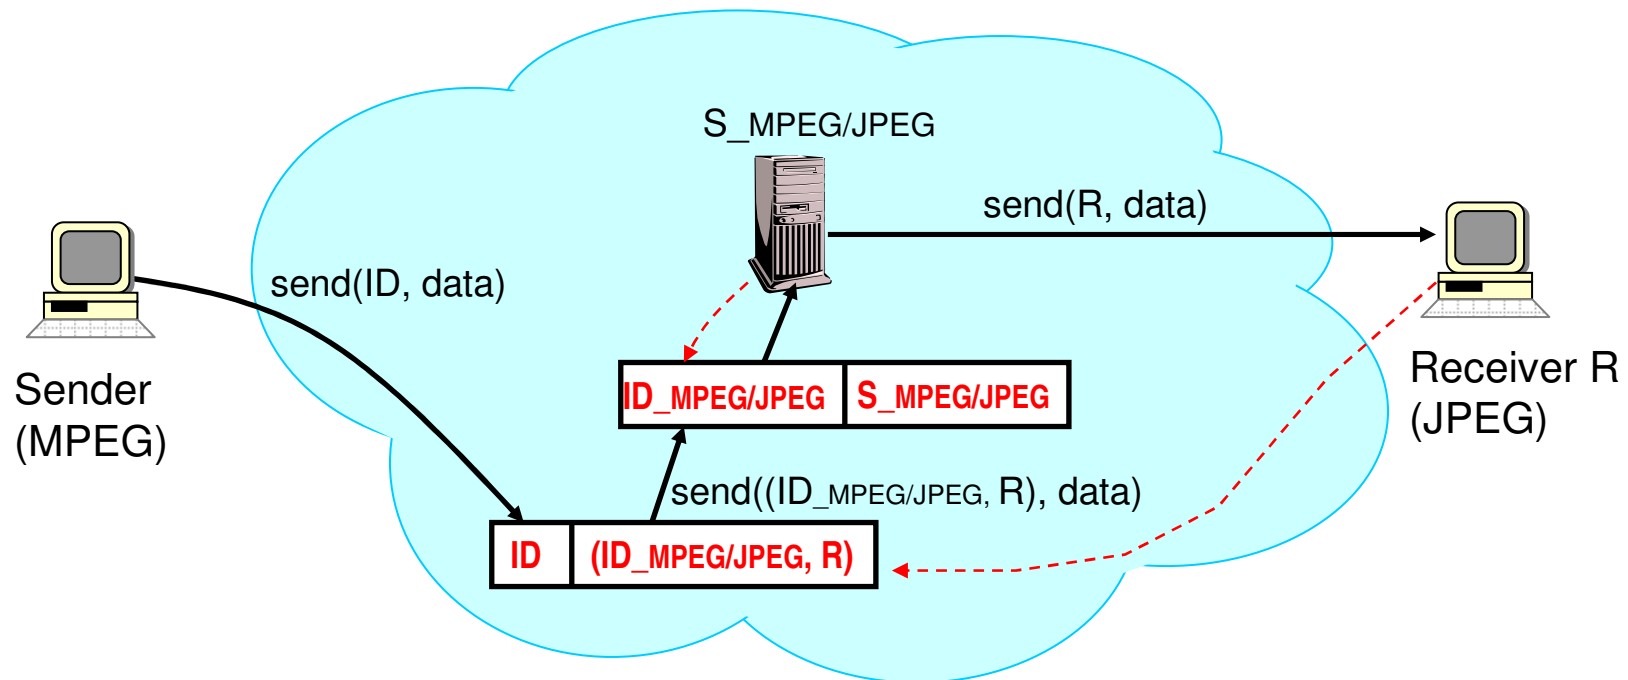 S_MPEG/JPEG
send(R, data)
send(ID, data)
Sender
(MPEG)
Receiver R
(JPEG)
ID_MPEG/JPEG S_MPEG/JPEG
send((ID_MPEG/JPEG, R), data)
ID (ID_MPEG/JPEG, R)